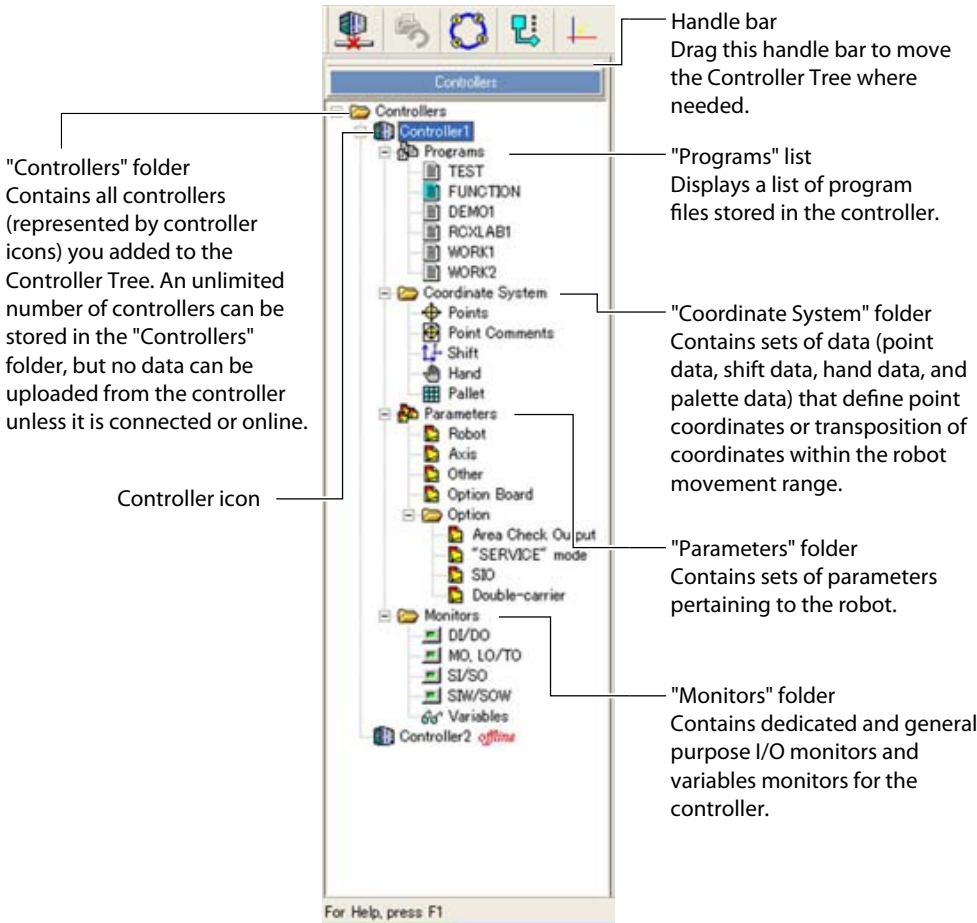 Handle bar
Drag this handle bar to move
the Controller Tree where
needed.
Controllers
Controllers
Controller1
Programs
TEST
FUNCTION
DEMO1
RCXLAB1
WORK1
WORK2
Coordinate System
Points
Point Comments
Shift
Hand
Pallet
Parameters
Robot
Axis
Other
Option Board
Option
Area Check Output
"SERVICE" mode
SIO
Double-carrier
Monitors
DI/DO
MO, LO/TO
SI/SO
SIW/SOW
Variables
Controller2 offline
For Help, press F1
"Controllers" folder
Contains all controllers
(represented by controller
icons) you added to the
Controller Tree. An unlimited
number of controllers can be
stored in the "Controllers"
folder, but no data can be
uploaded from the controller
unless it is connected or online.
Controller icon
"Programs" list
Displays a list of program
files stored in the controller.
"Coordinate System" folder
Contains sets of data (point
data, shift data, hand data, and
palette data) that define point
coordinates or transposition of
coordinates within the robot
movement range.
"Parameters" folder
Contains sets of parameters
pertaining to the robot.
"Monitors" folder
Contains dedicated and general
purpose I/O monitors and
variables monitors for the
controller.